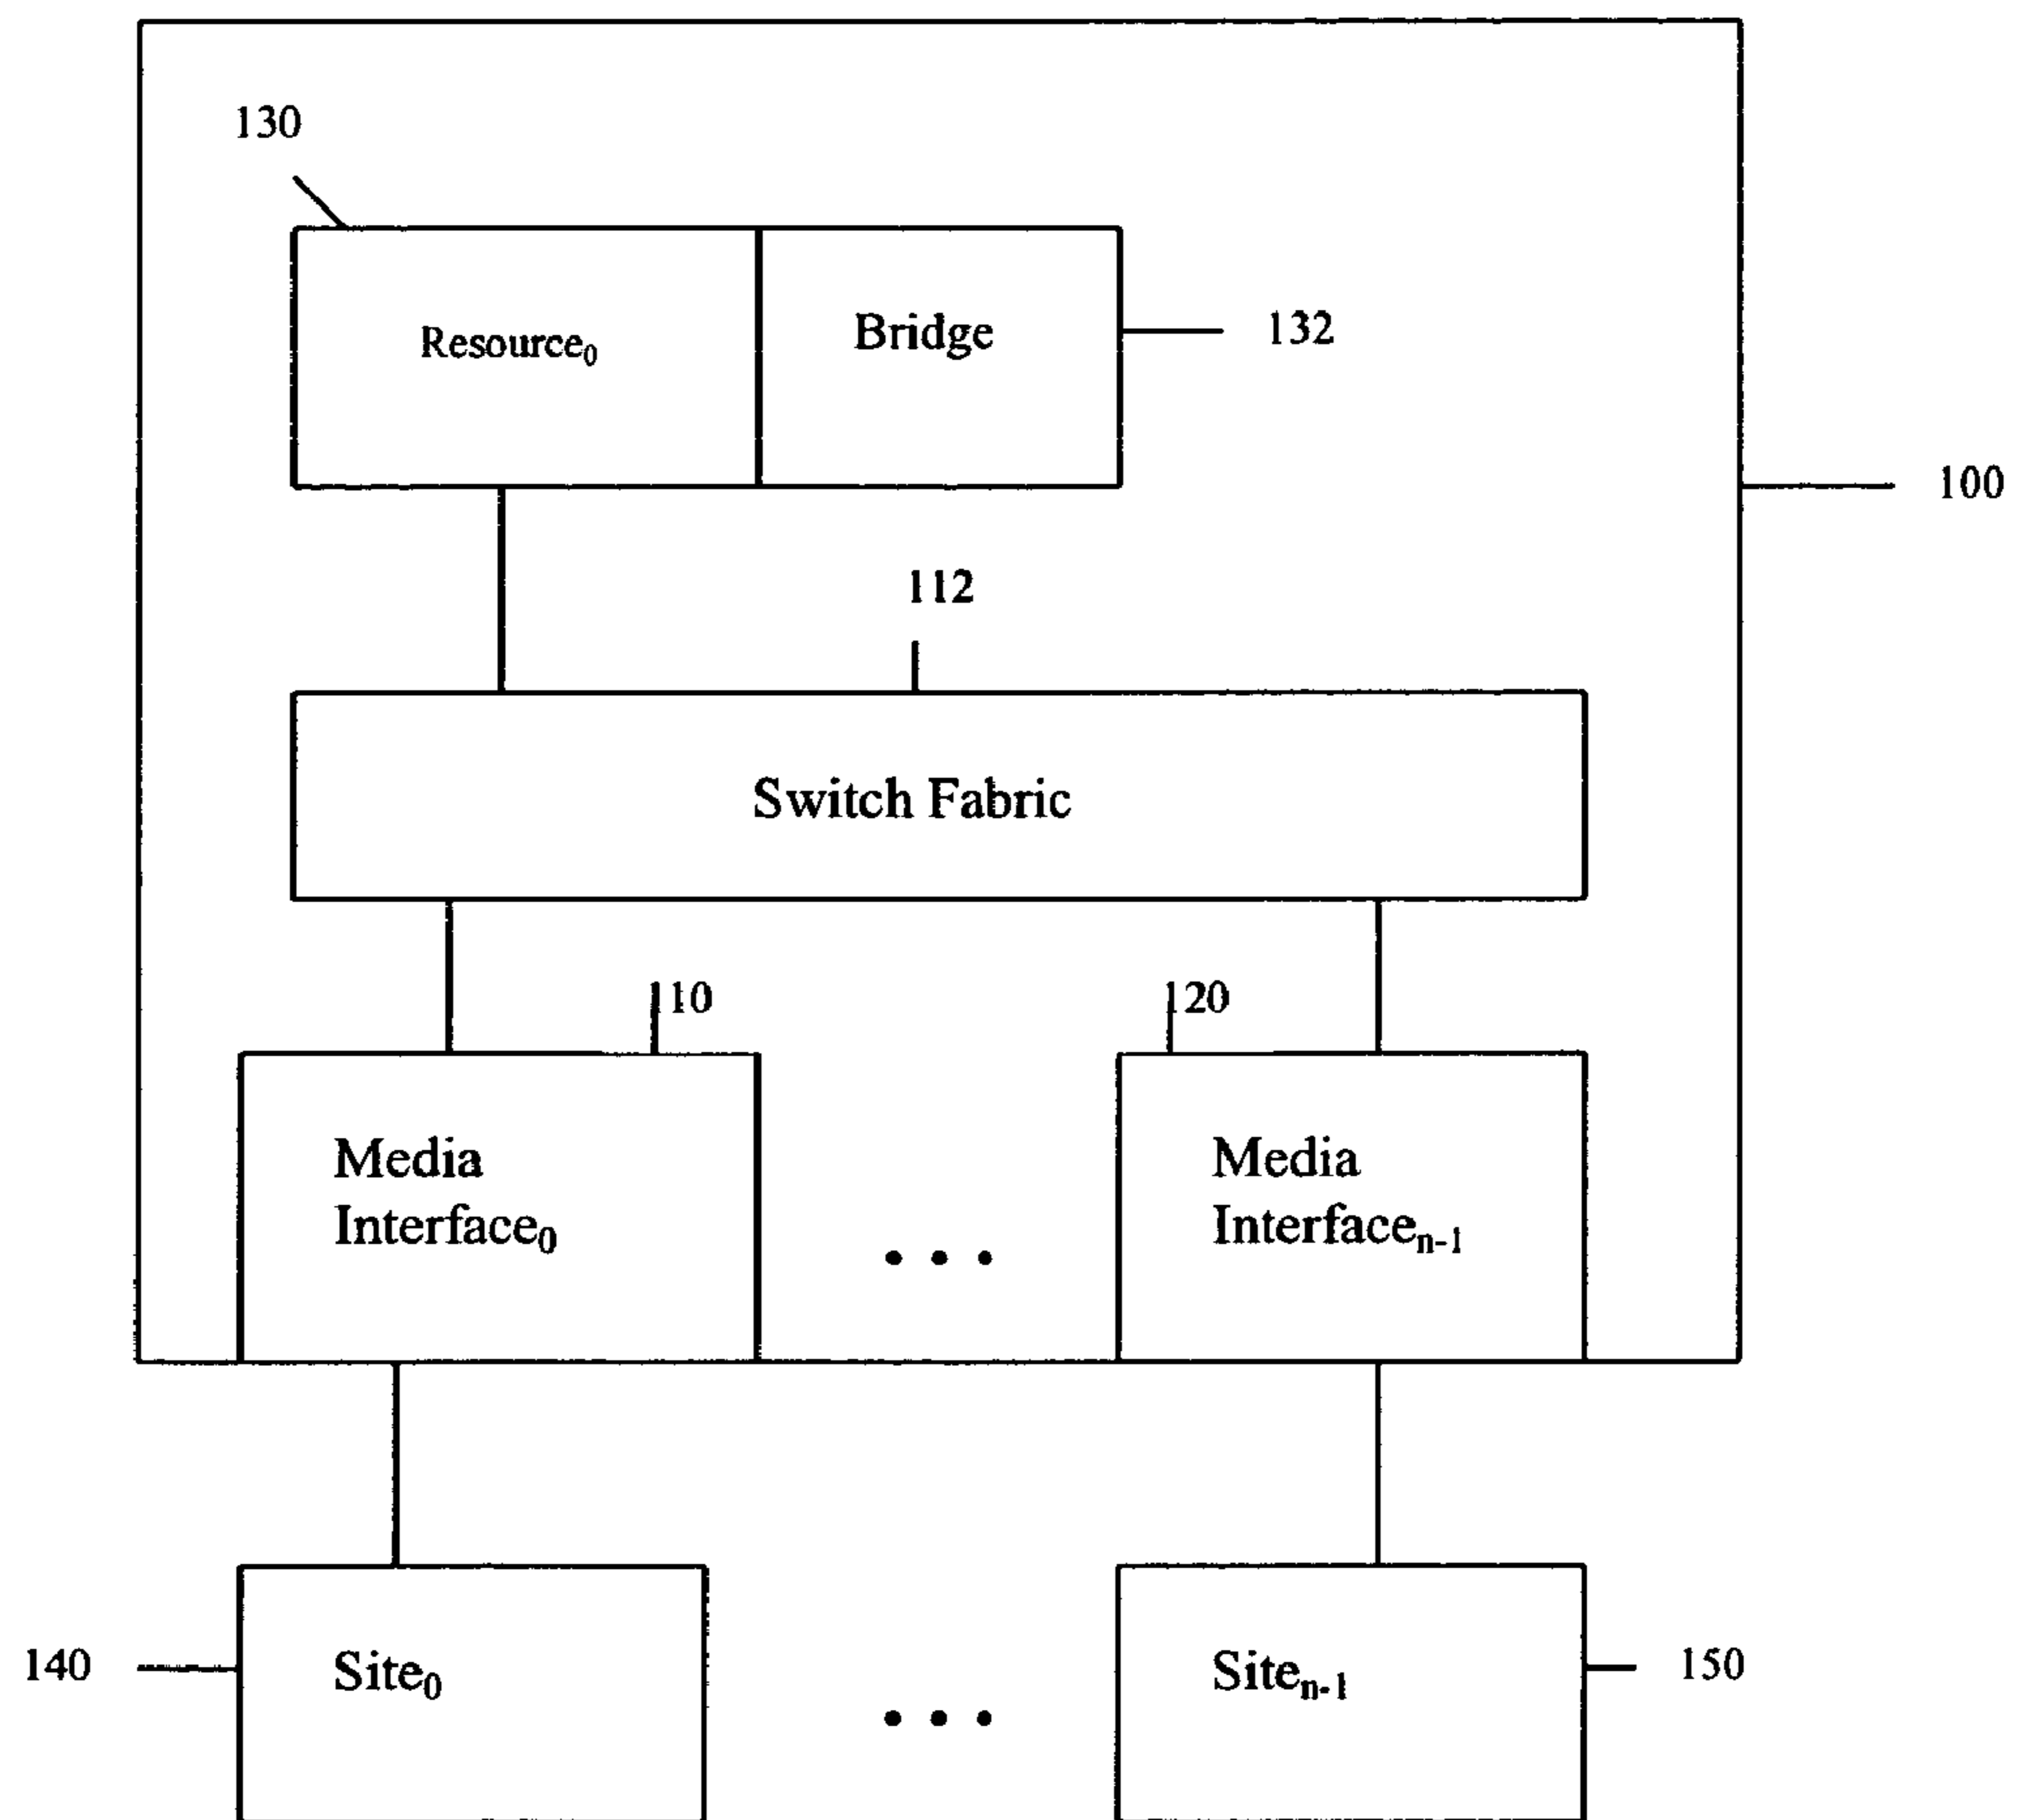 130
Resource0
Bridge
132
100
112
Switch Fabric
110
120
Media
Interface0
Media
Interfacen-1
• • •
140
Site0
Siten-1
150
• • •